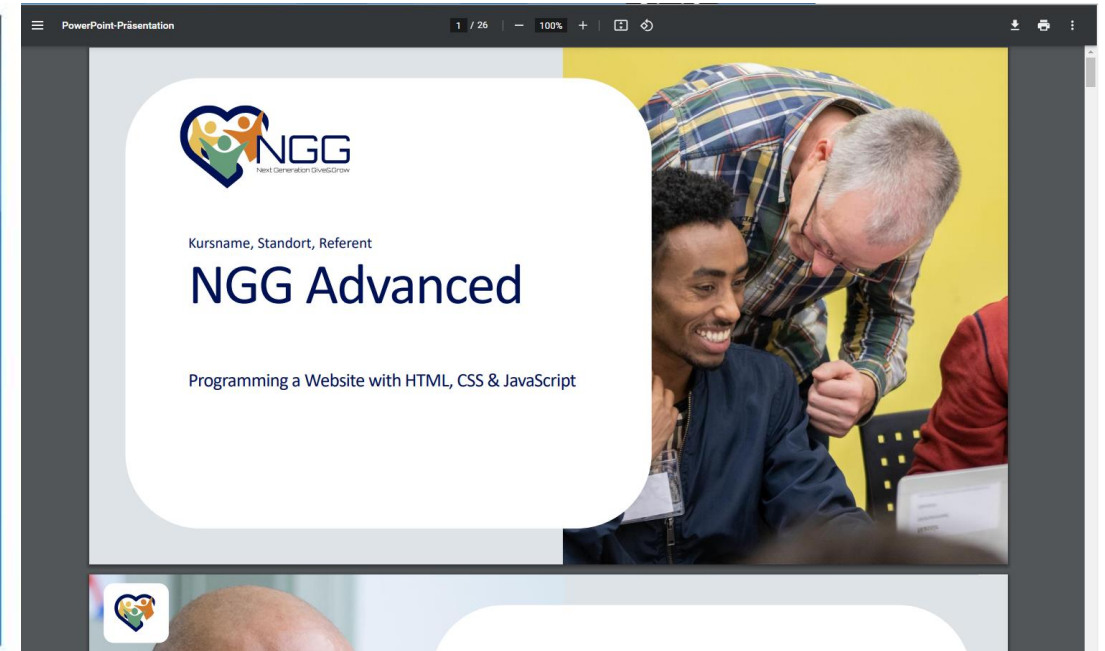 PowerPoint-Präsentation
1 / 26
100%
NGG
Next Generation Give&Grow
Kursname, Standort, Referent
NGG Advanced
Programming a Website with HTML, CSS & JavaScript